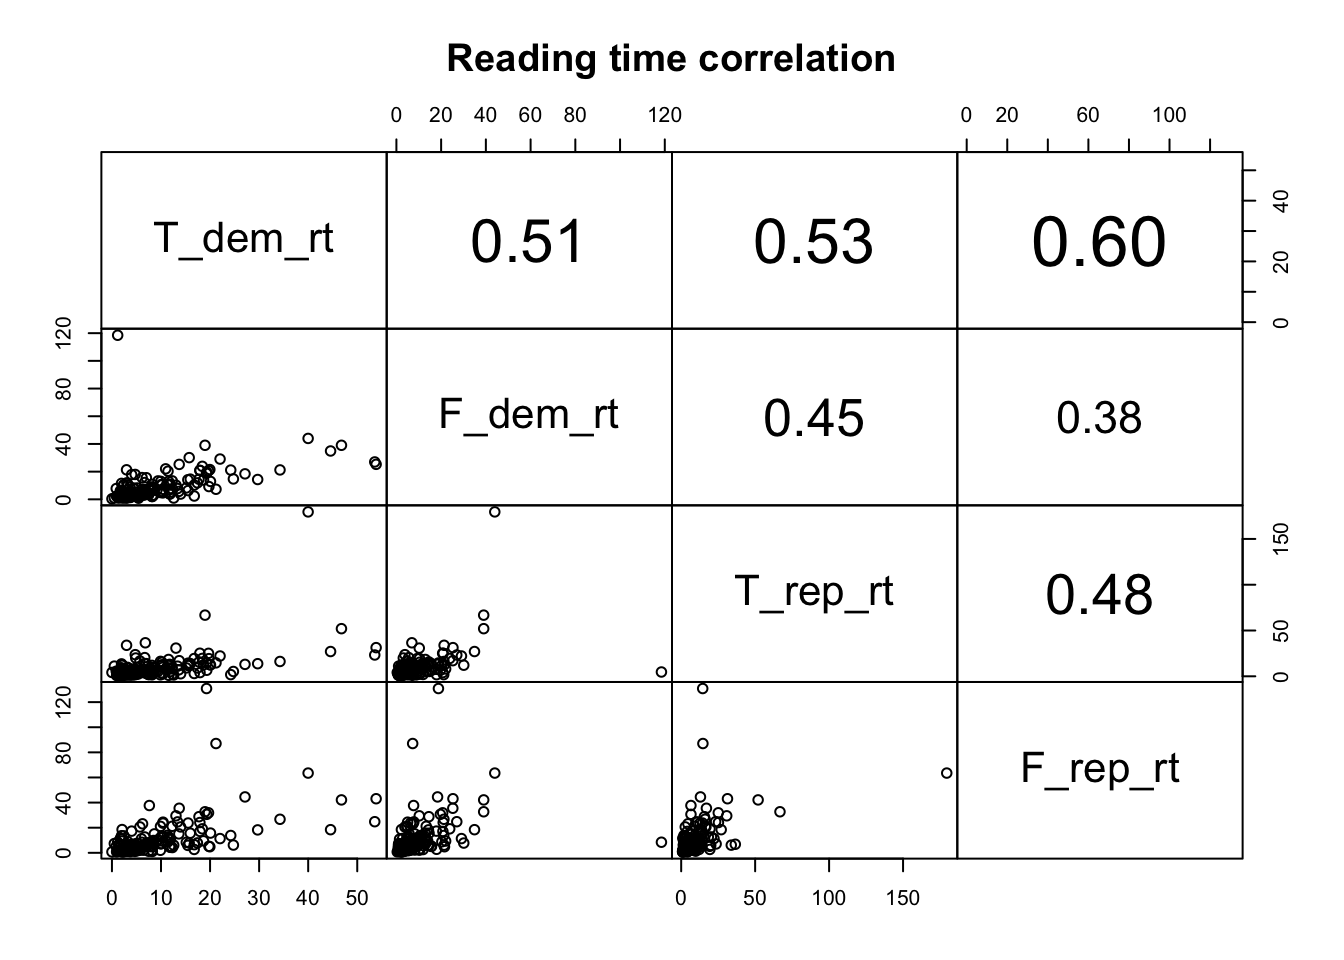 Reading time correlation
0 20 40 60 80 120 0 20 60 100
T_dem_rt 0.51 0.53 0.60
0 20 40
0 40 80 120
F_dem_rt 0.45 0.38
T_rep_rt 0.48
0 50 150
0 40 80 120
F_rep_rt
0 10 20 30 40 50 0 50 100 150